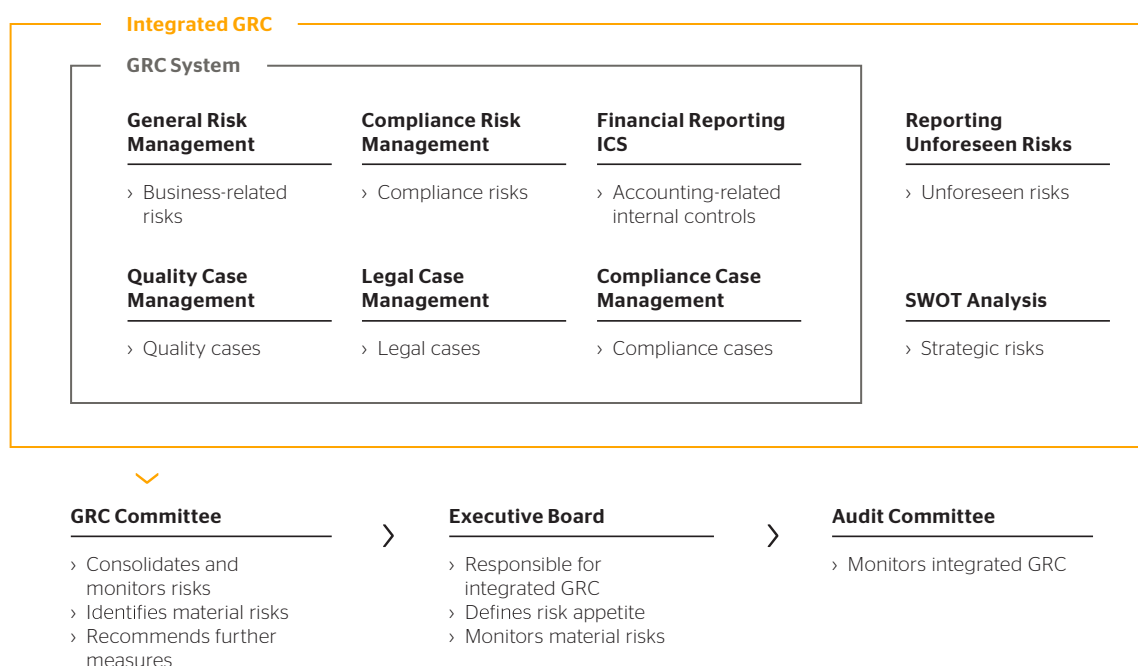 Integrated GRC
GRC System
General Risk
Management
› Business-related
risks
Compliance Risk
Management
› Compliance risks
Financial Reporting
ICS
› Accounting-related
internal controls
Reporting
Unforeseen Risks
› Unforeseen risks
Quality Case
Management
› Quality cases
Legal Case
Management
› Legal cases
Compliance Case
Management
› Compliance cases
SWOT Analysis
› Strategic risks
GRC Committee
› Consolidates and
monitors risks
› Identifies material risks
› Recommends further
measures
Executive Board
› Responsible for
integrated GRC
› Defines risk appetite
› Monitors material risks
Audit Committee
› Monitors integrated GRC